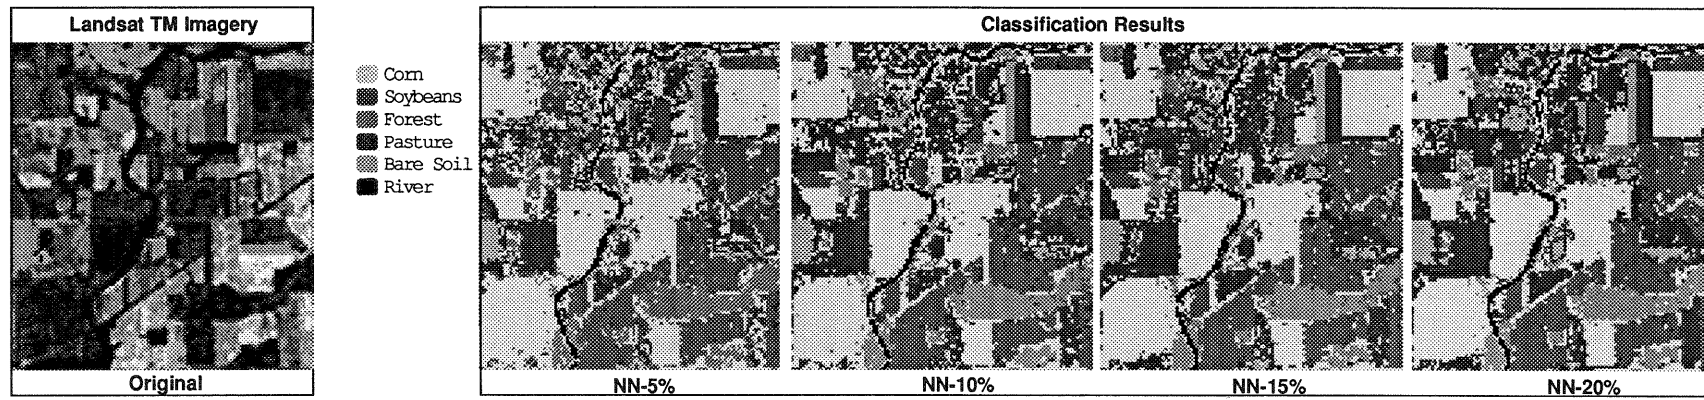 Landsat TM Imagery
Original
Corn
Soybeans
Forest
Pasture
Bare Soil
River
Classification Results
NN-5%
NN-10%
NN-15%
NN-20%